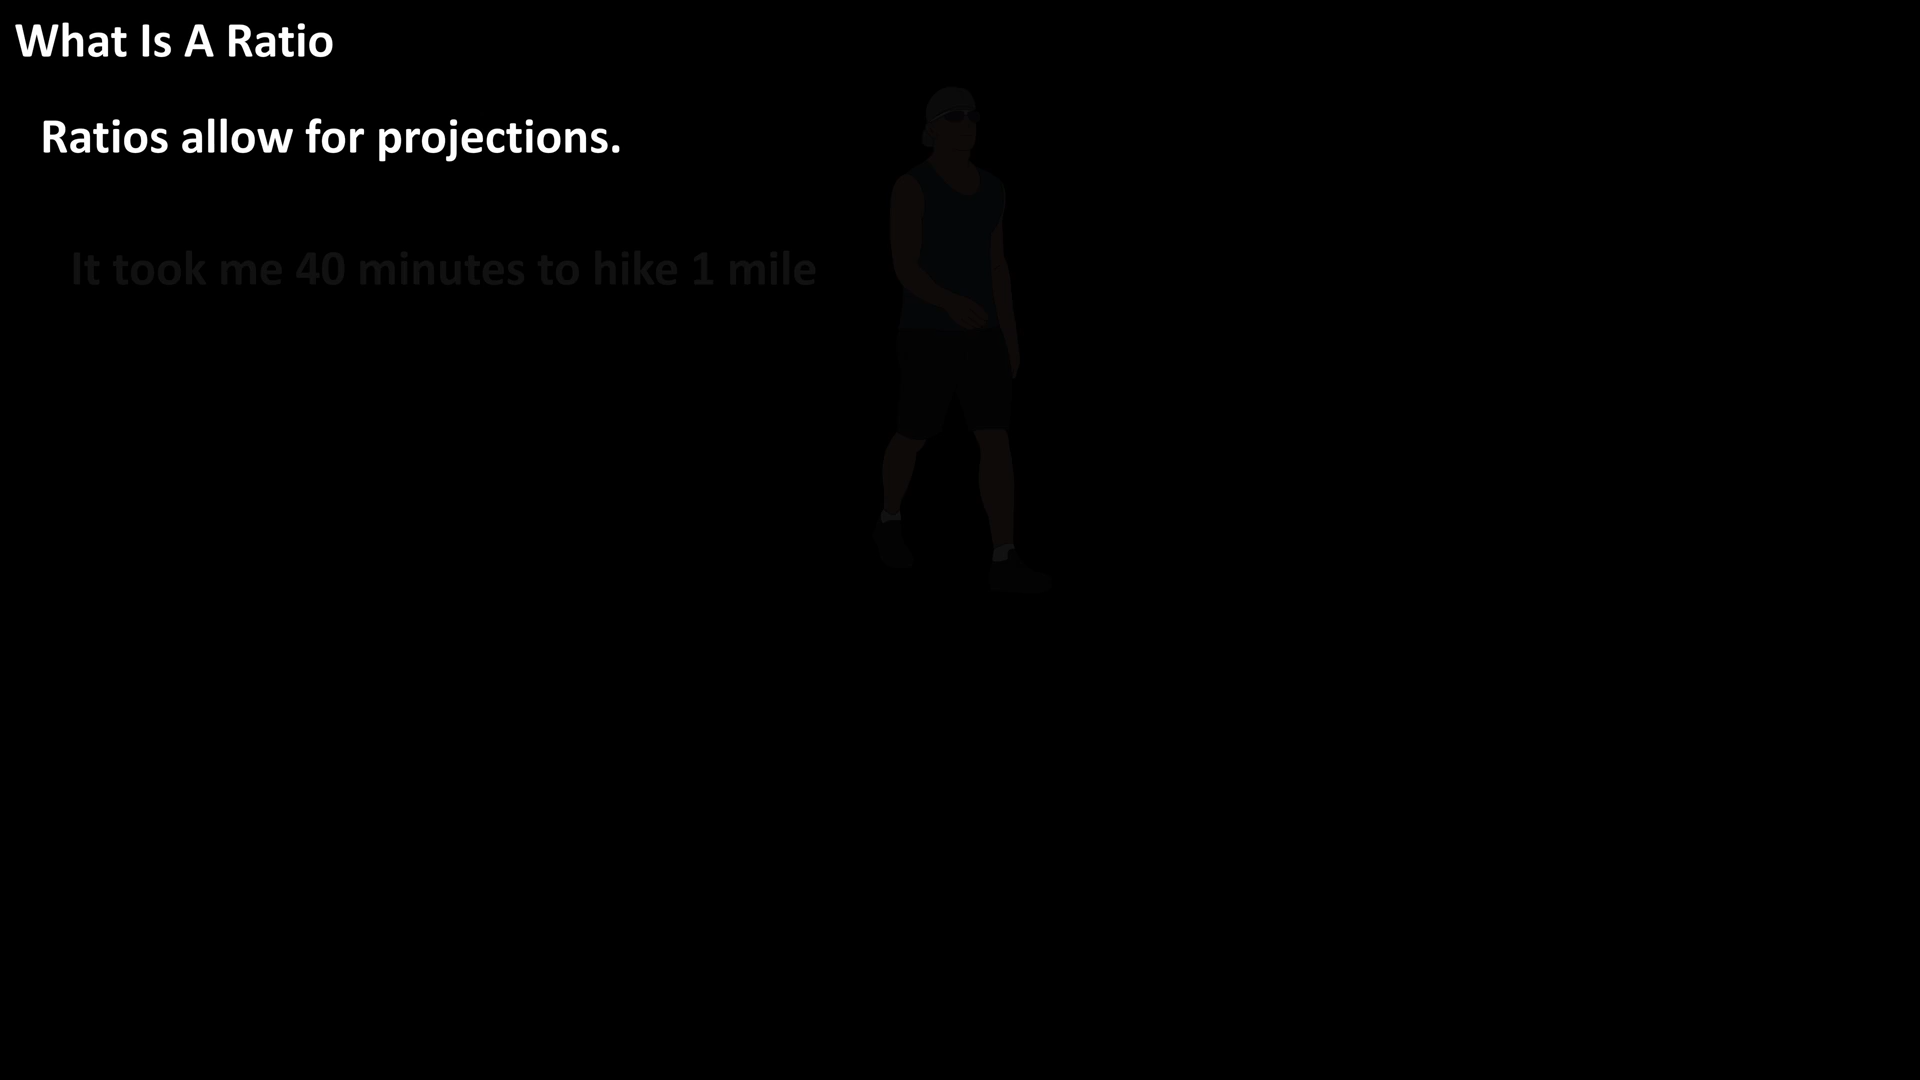 What Is A Ratio
Ratios allow for projections.
It took me 40 minutes to hike 1 mile